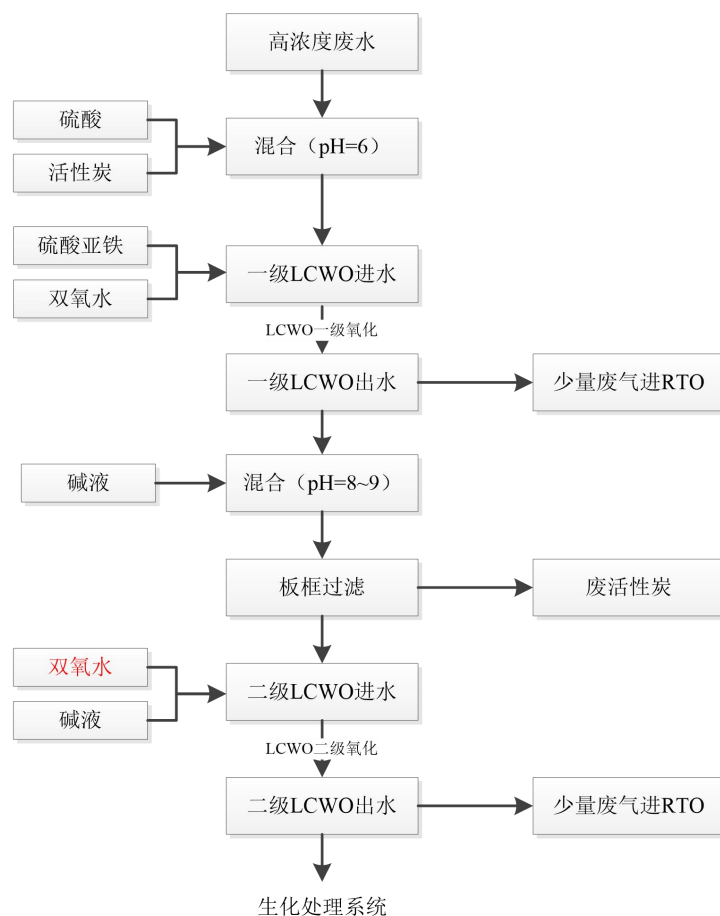 高浓度废水
硫酸
活性炭
混合（pH=6）
硫酸亚铁
双氧水
一级LCWO进水
LCWO一级氧化
一级LCWO出水
少量废气进RTO
碱液
混合（pH=8~9）
板框过滤
废活性炭
双氧水
碱液
二级LCWO进水
LCWO二级氧化
二级LCWO出水
少量废气进RTO
生化处理系统